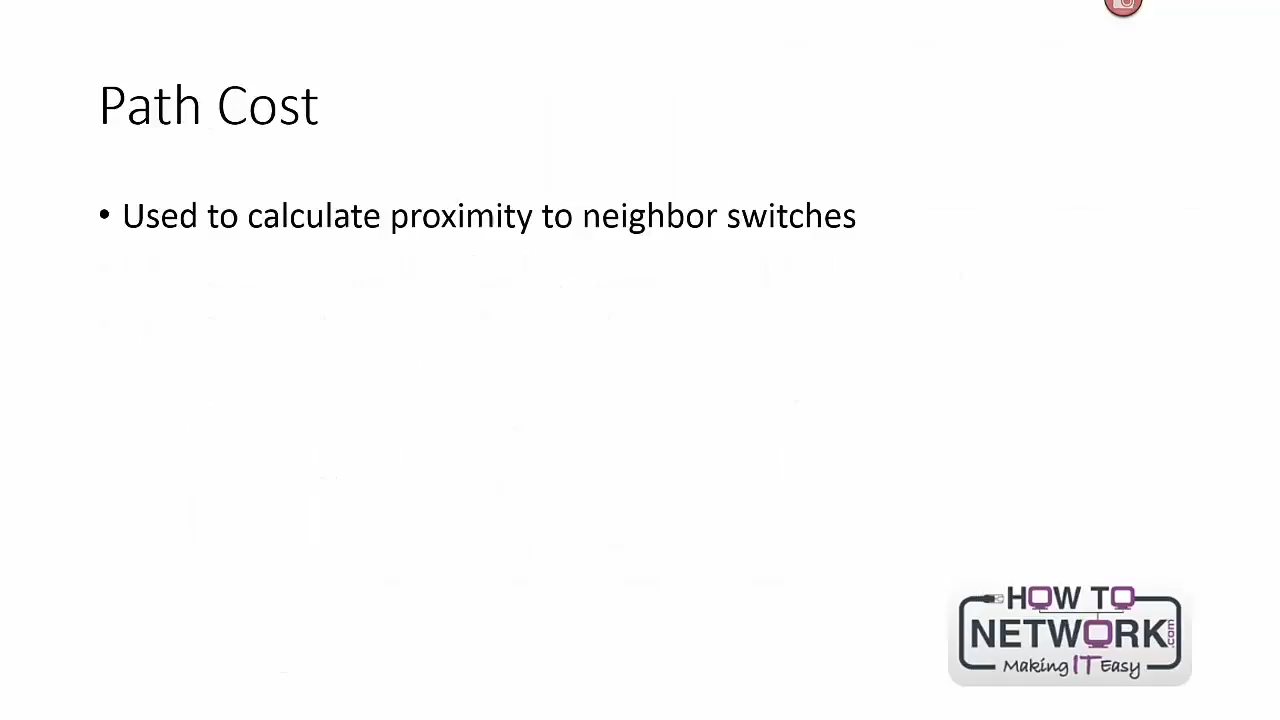 Path Cost
• Used to calculate proximity to neighbor switches
HOW TO
NETWORK.com
Making IT Easy